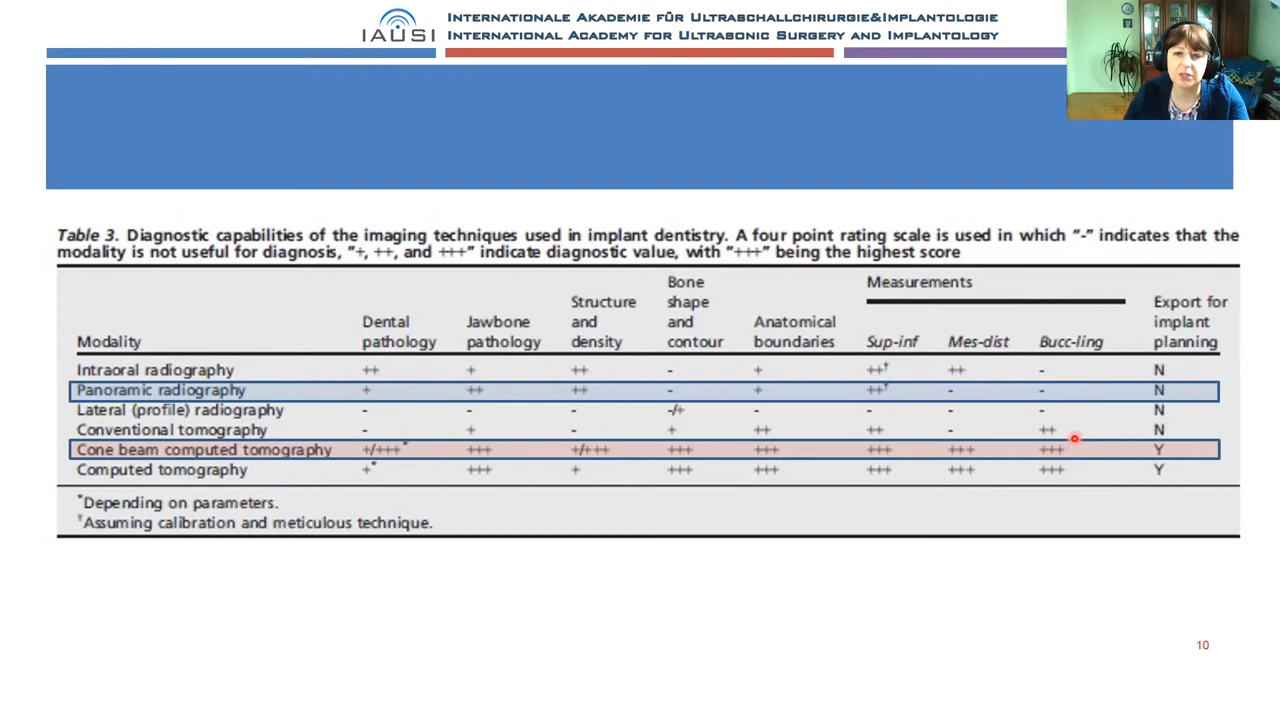 IAUSI
INTERNATIONALE AKADEMIE FÜR ULTRASCHALLCHIRURGIE&IMPLANTOLOGIE
INTERNATIONAL ACADEMY FOR ULTRASONIC SURGERY AND IMPLANTOLOGY
Table 3. Diagnostic capabilities of the imaging techniques used in implant dentistry. A four point rating scale is used in which "-" indicates that the
modality is not useful for diagnosis, "+, ++, and +++" indicate diagnostic value, with "+++" being the highest score
Modality Dental pathology Jawbone pathology Structure and density Bone shape and contour Anatomical boundaries Measurements Sup-inf Mes-dist Bucc-ling Export for implant planning
Intraoral radiography ++ + ++ - + ++† ++ - N
Panoramic radiography + ++ ++ - + ++† - - N
Lateral (profile) radiography - - - -/+ - - - - N
Conventional tomography - + - + ++ ++ - ++ N
Cone beam computed tomography +/+++* +++ +/+++ +++ +++ +++ +++ +++ Y
Computed tomography +* +++ + +++ +++ +++ +++ +++ Y
*Depending on parameters.
†Assuming calibration and meticulous technique.
10